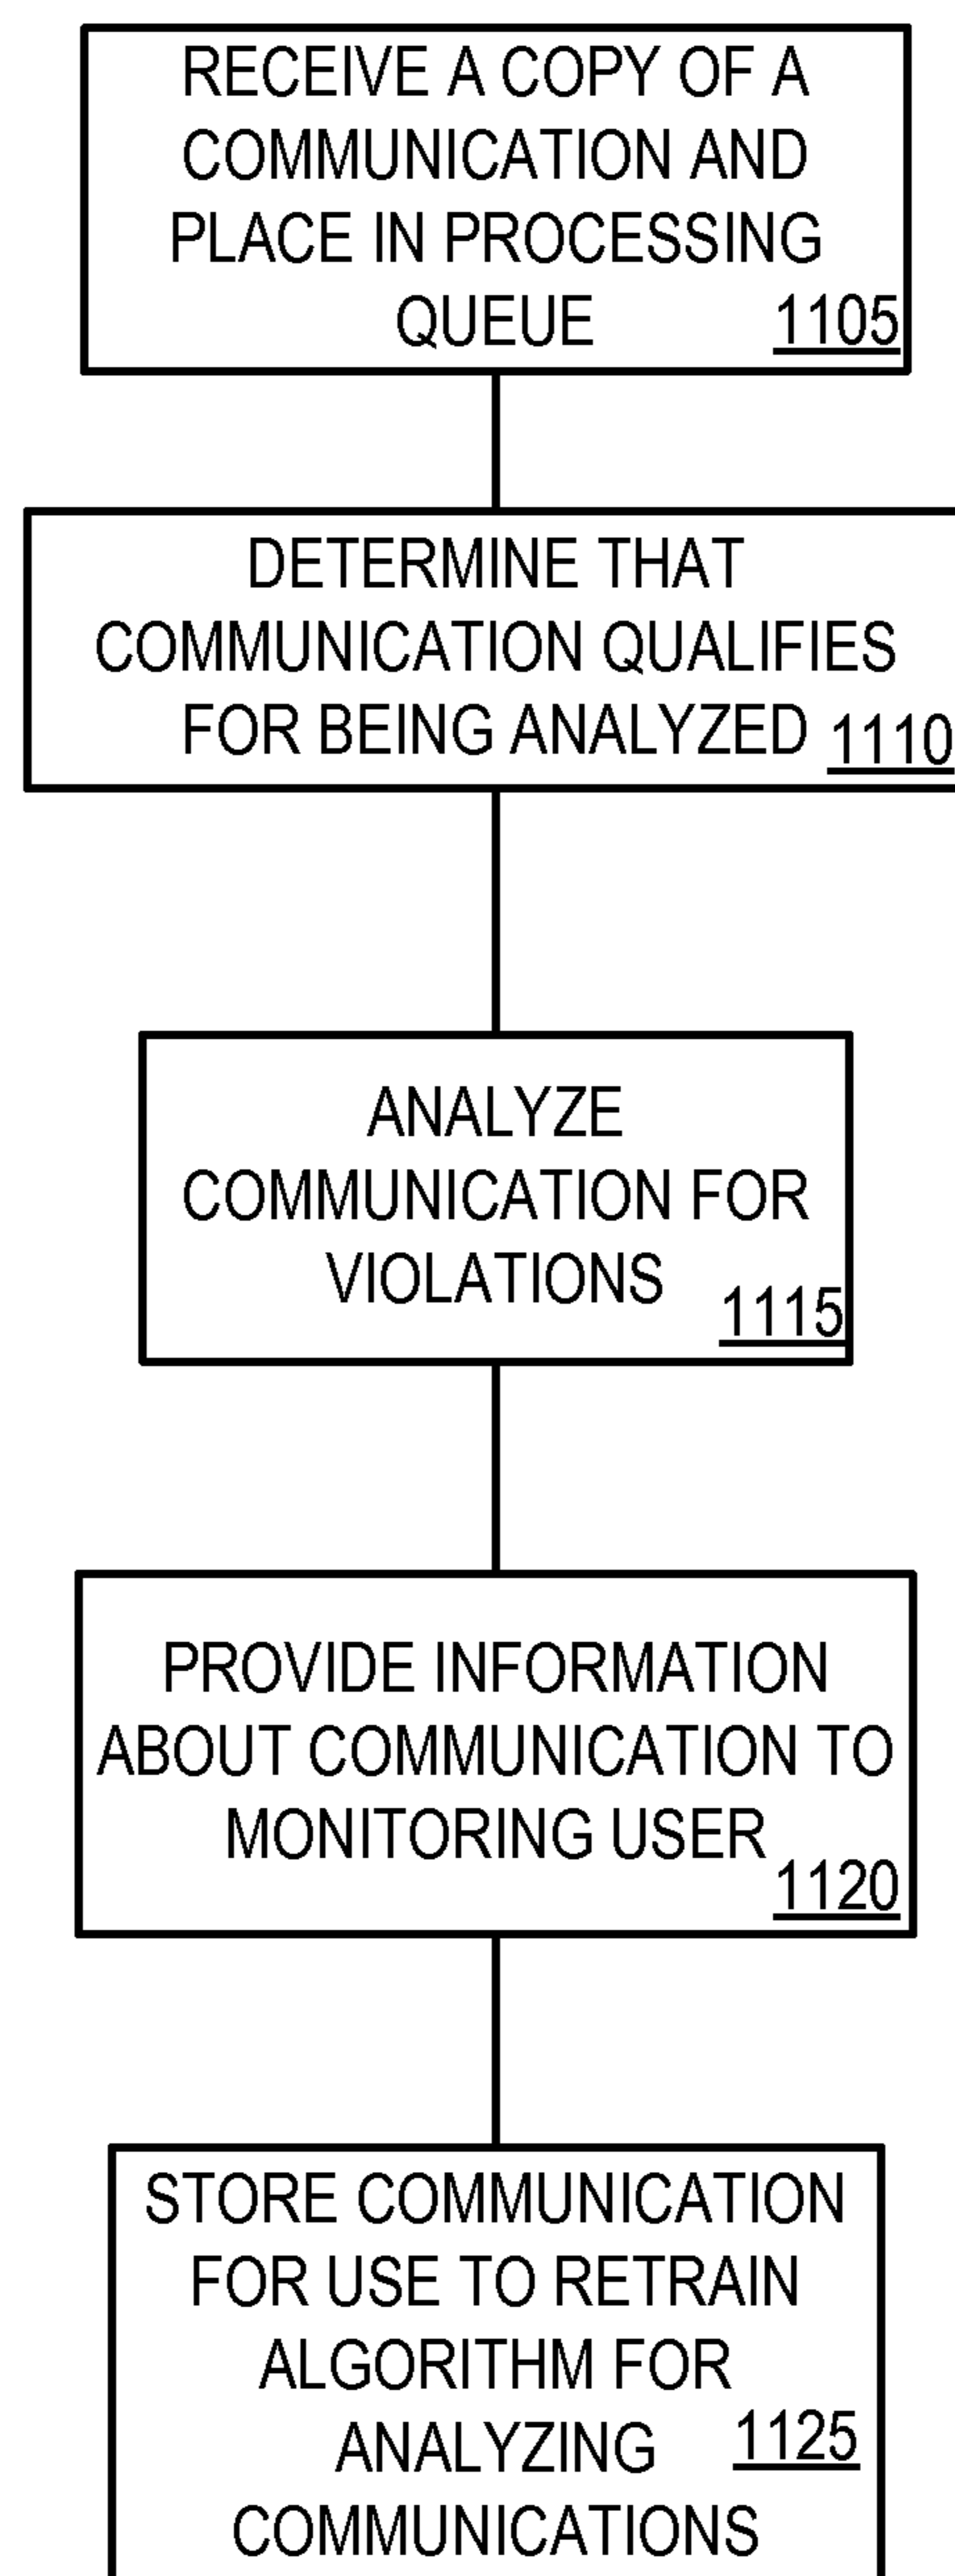 RECEIVE A COPY OF A
COMMUNICATION AND
PLACE IN PROCESSING
QUEUE 1105
DETERMINE THAT
COMMUNICATION QUALIFIES
FOR BEING ANALYZED 1110
ANALYZE
COMMUNICATION FOR
VIOLATIONS 1115
PROVIDE INFORMATION
ABOUT COMMUNICATION TO
MONITORING USER
1120
STORE COMMUNICATION
FOR USE TO RETRAIN
ALGORITHM FOR
ANALYZING 1125
COMMUNICATIONS